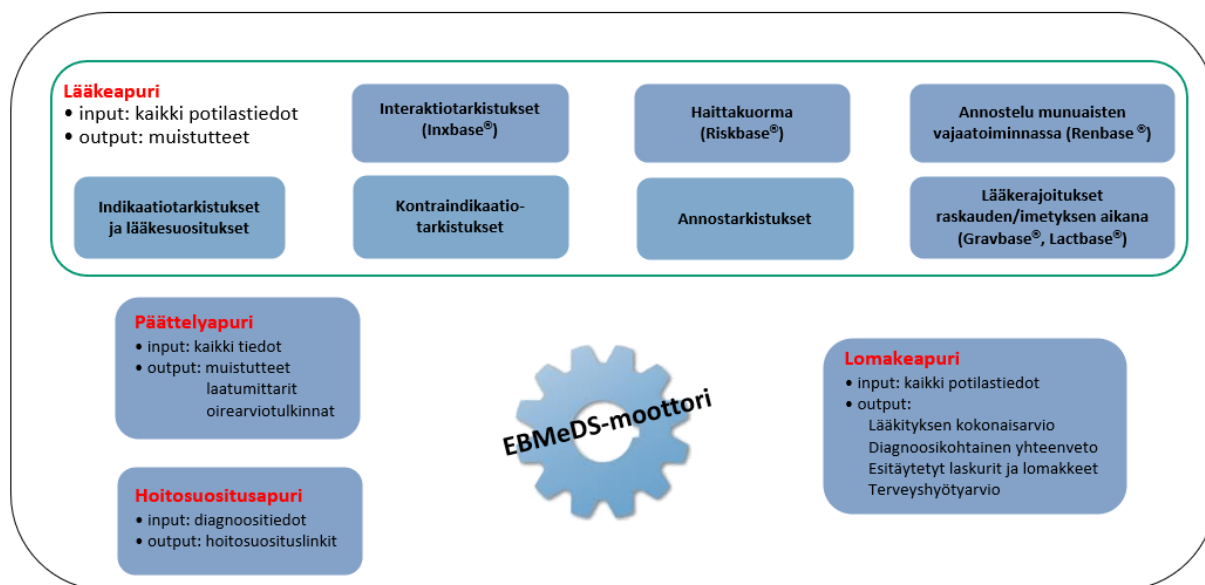 Lääkeapuri
• input: kaikki potilastiedot
• output: muistutteet
Interaktiotarkistukset
(Inxbase®)
Haittakuorma
(Riskbase®)
Annostelu munuaisten
vajaatoiminnassa (Renbase ®)
Indikaatiotarkistukset
ja lääkesuositukset
Kontraindikaatio-
tarkistukset
Annostarkistukset
Lääkerajoitukset
raskauden/imetyksen aikana
(Gravbase®, Lactbase®)
Päättelyapuri
• input: kaikki tiedot
• output: muistutteet
laatumittarit
oirearviotulkinnat
EBMeDS-moottori
Lomakeapuri
• input: kaikki potilastiedot
• output:
Lääkityksen kokonaisarvio
Diagnoosikohtainen yhteenveto
Esitäytetyt laskurit ja lomakkeet
Terveyshyötyarvio
Hoitosuositusapuri
• input: diagnoositiedot
• output: hoitosuosituslinkit